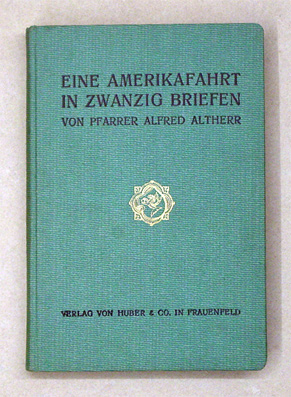 EINE AMERIKAFAHRT
IN ZWANZIG BRIEFEN
VON PFARRER ALFRED ALTHERR
VERLAG VON HUBER & CO. IN FRAUENFELD